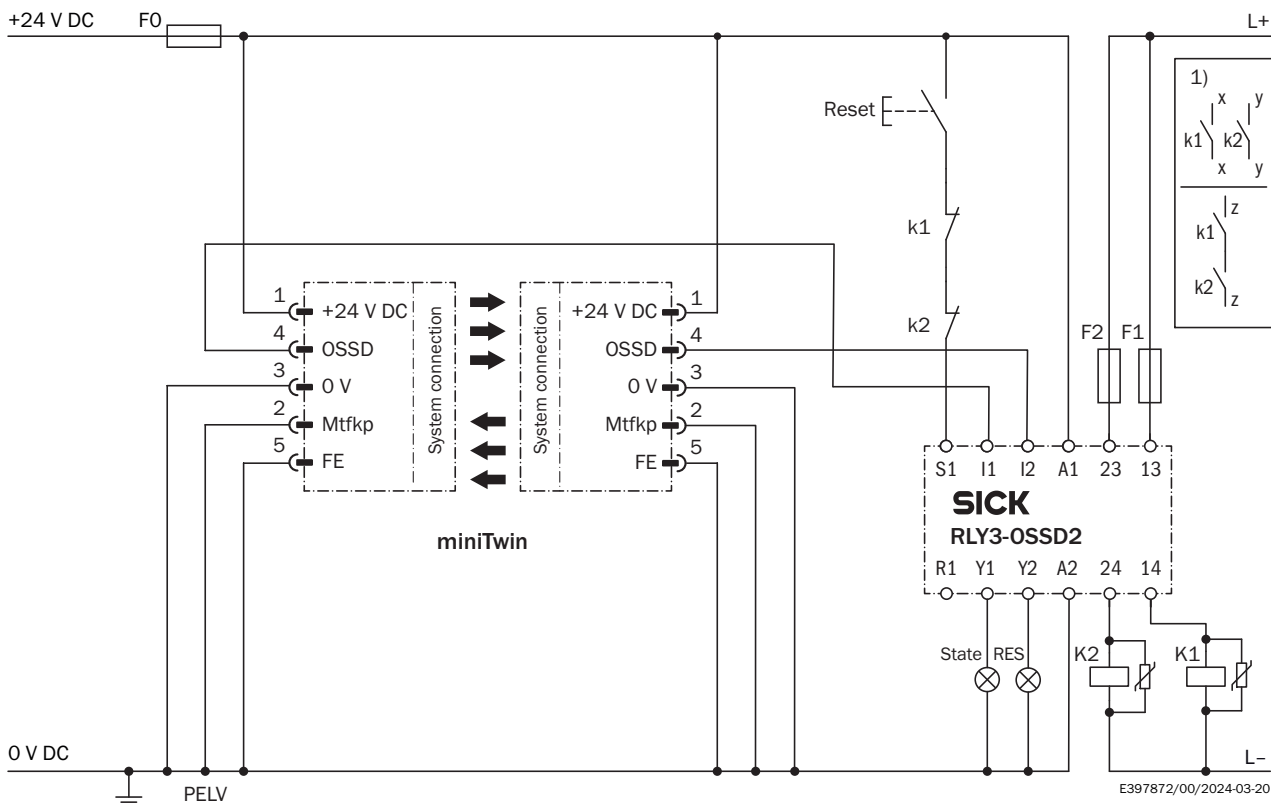 +24 V DC
F0
L+
1)
x
y
k1
k2
x
y
z
k1
k2
z
Reset
k1
k2
F2
F1
1
+24 V DC
4
OSSD
3
0 V
2
Mtfkp
5
FE
System connection
System connection
+24 V DC
1
OSSD
4
0 V
3
Mtfkp
2
FE
5
miniTwin
S1
I1
I2
A1
23
13
SICK
RLY3-OSSD2
R1
Y1
Y2
A2
24
14
State
RES
K2
K1
0 V DC
PELV
L–
E397872/00/2024-03-20